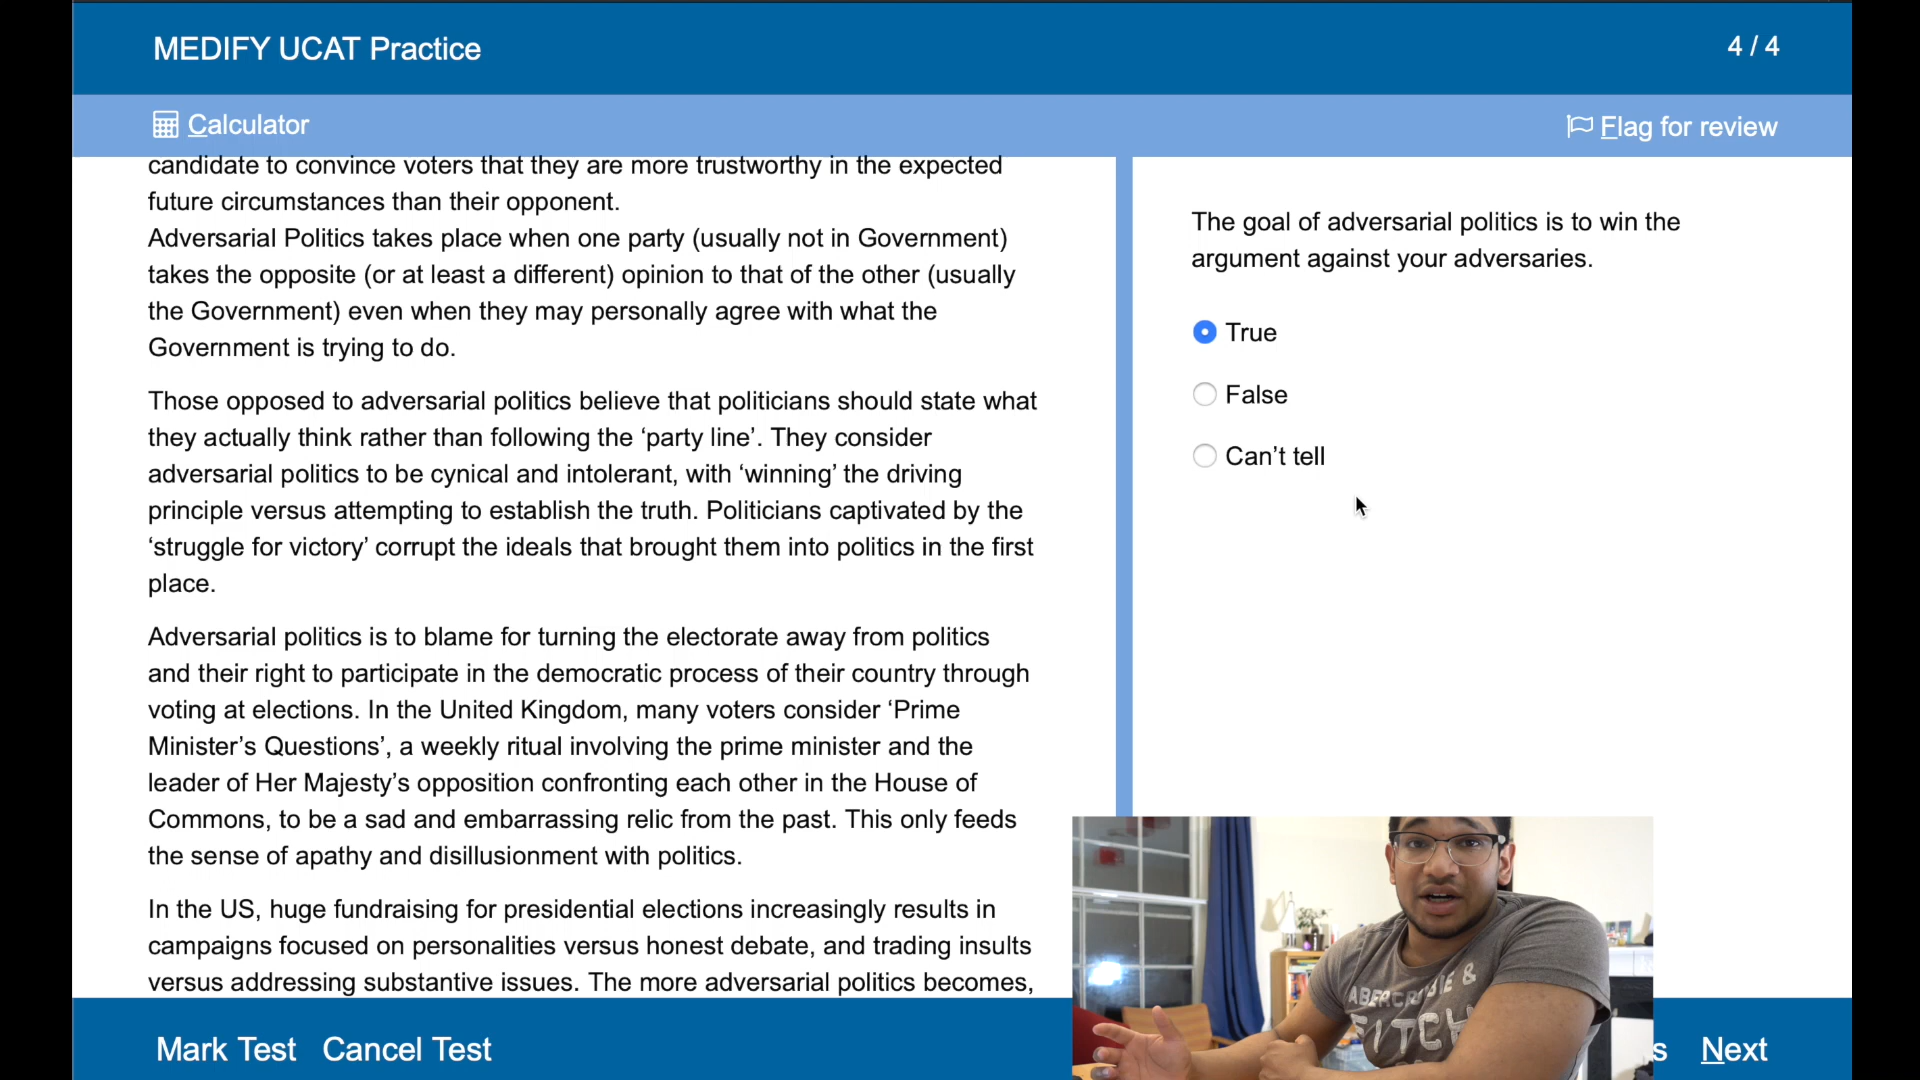 MEDIFY UCAT Practice
4 / 4
Calculator
Flag for review
candidate to convince voters that they are more trustworthy in the expected
future circumstances than their opponent.
Adversarial Politics takes place when one party (usually not in Government)
takes the opposite (or at least a different) opinion to that of the other (usually
the Government) even when they may personally agree with what the
Government is trying to do.
Those opposed to adversarial politics believe that politicians should state what
they actually think rather than following the ‘party line’. They consider
adversarial politics to be cynical and intolerant, with ‘winning’ the driving
principle versus attempting to establish the truth. Politicians captivated by the
‘struggle for victory’ corrupt the ideals that brought them into politics in the first
place.
Adversarial politics is to blame for turning the electorate away from politics
and their right to participate in the democratic process of their country through
voting at elections. In the United Kingdom, many voters consider ‘Prime
Minister’s Questions’, a weekly ritual involving the prime minister and the
leader of Her Majesty’s opposition confronting each other in the House of
Commons, to be a sad and embarrassing relic from the past. This only feeds
the sense of apathy and disillusionment with politics.
In the US, huge fundraising for presidential elections increasingly results in
campaigns focused on personalities versus honest debate, and trading insults
versus addressing substantive issues. The more adversarial politics becomes,
The goal of adversarial politics is to win the
argument against your adversaries.
True
False
Can’t tell
Mark Test
Cancel Test
s
Next